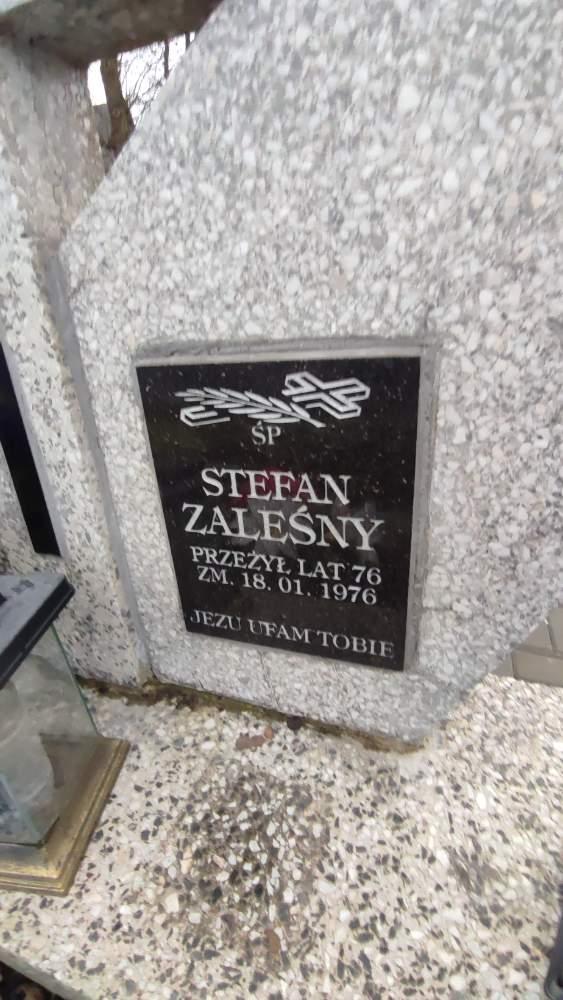 ŚP
STEFAN
ZALEŚNY
PRZEŻYŁ LAT 76
ZM. 18. 01. 1976
JEZU UFAM TOBIE